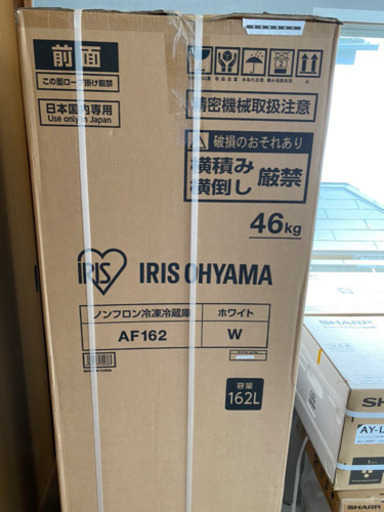 前面
この面ロープ掛け厳禁
日本国内専用
Use only in Japan
精密機械取扱注意
破損のおそれあり
横積み
横倒し
厳禁
46kg
IRIS
IRIS OHYAMA
ノンフロン冷凍冷蔵庫
ホワイト
AF162
W
容量
162L
SHARP
AY-L
SHARP